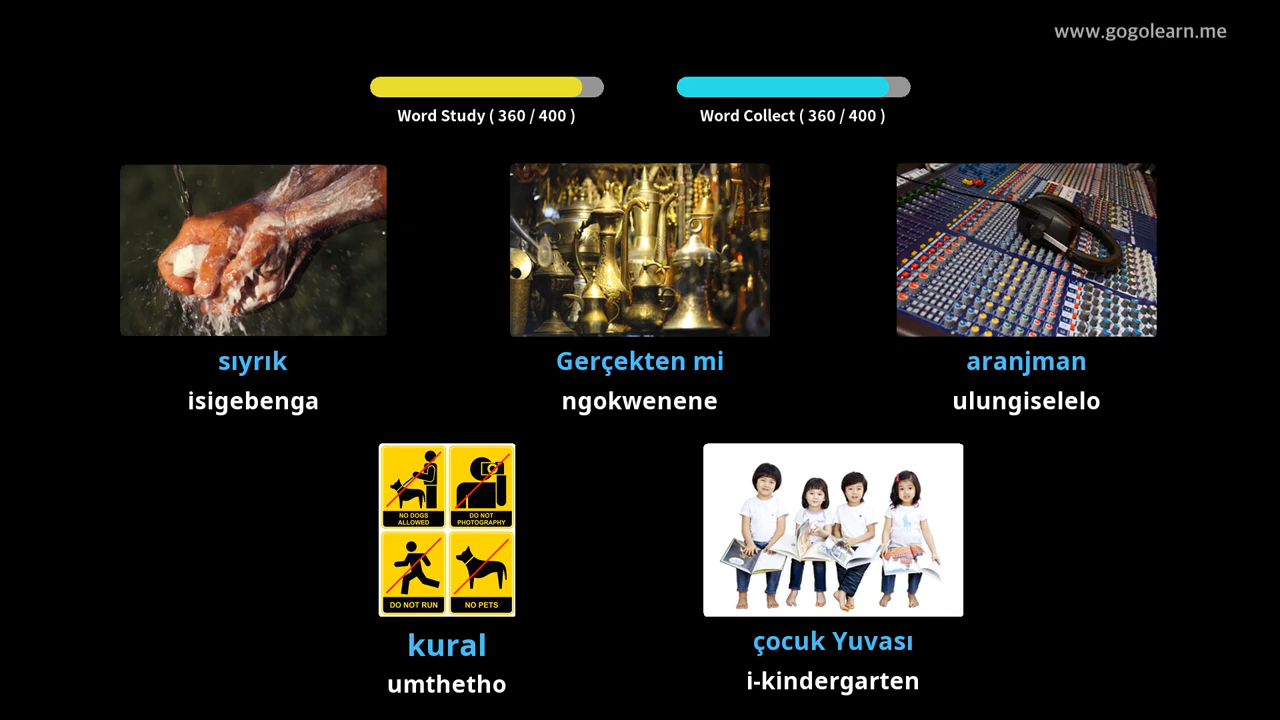 www.gogolearn.me
Word Study ( 360 / 400 )
Word Collect ( 360 / 400 )
sıyrık
isigebenga
Gerçekten mi
ngokwenene
aranjman
ulungiselelo
NO DOGS
ALLOWED
DO NOT
PHOTOGRAPHY
DO NOT RUN
NO PETS
kural
umthetho
çocuk Yuvası
i-kindergarten